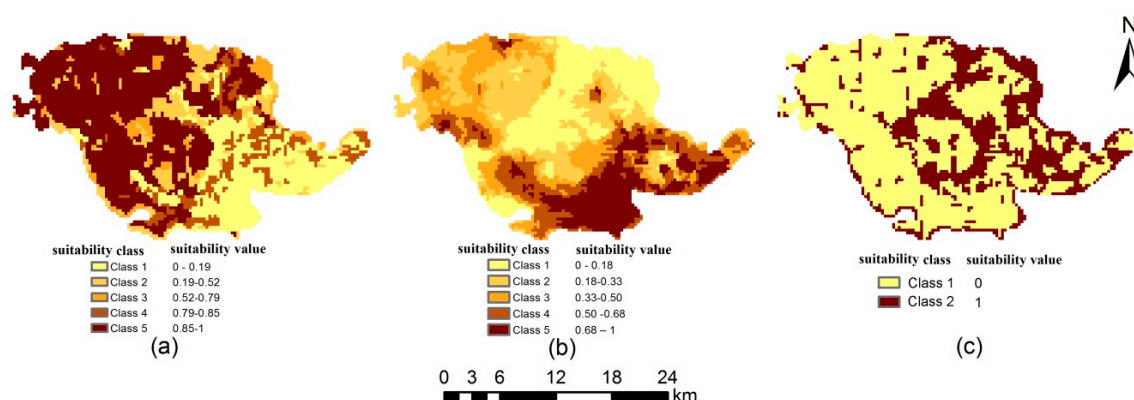 N
suitability class suitability value
Class 1 0 - 0.19
Class 2 0.19-0.52
Class 3 0.52-0.79
Class 4 0.79-0.85
Class 5 0.85-1
(a)
suitability class suitability value
Class 1 0 - 0.18
Class 2 0.18-0.33
Class 3 0.33-0.50
Class 4 0.50 -0.68
Class 5 0.68 – 1
(b)
suitability class suitability value
Class 1 0
Class 2 1
(c)
0 3 6 12 18 24
km